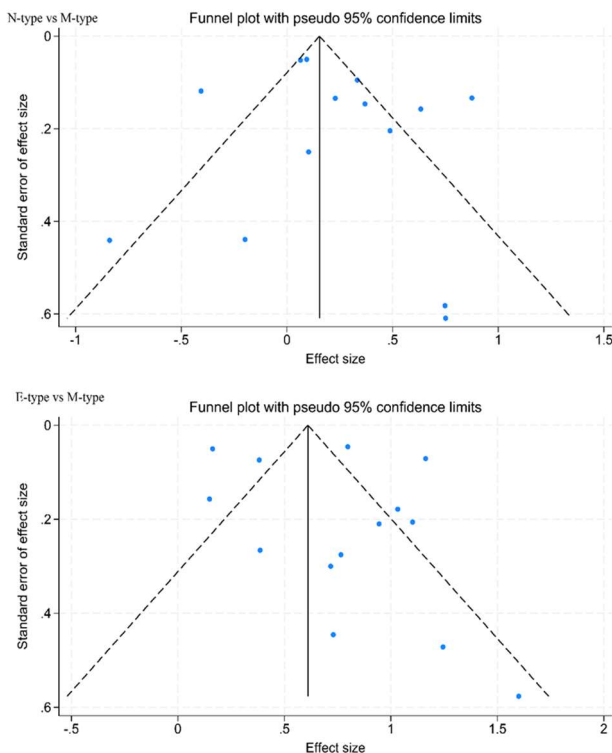 N-type vs M-type
Funnel plot with pseudo 95% confidence limits
Standard error of effect size
0
.2
.4
.6
-1
-.5
0
.5
1
1.5
Effect size
E-type vs M-type
Funnel plot with pseudo 95% confidence limits
Standard error of effect size
0
.2
.4
.6
-.5
0
.5
1
1.5
2
Effect size